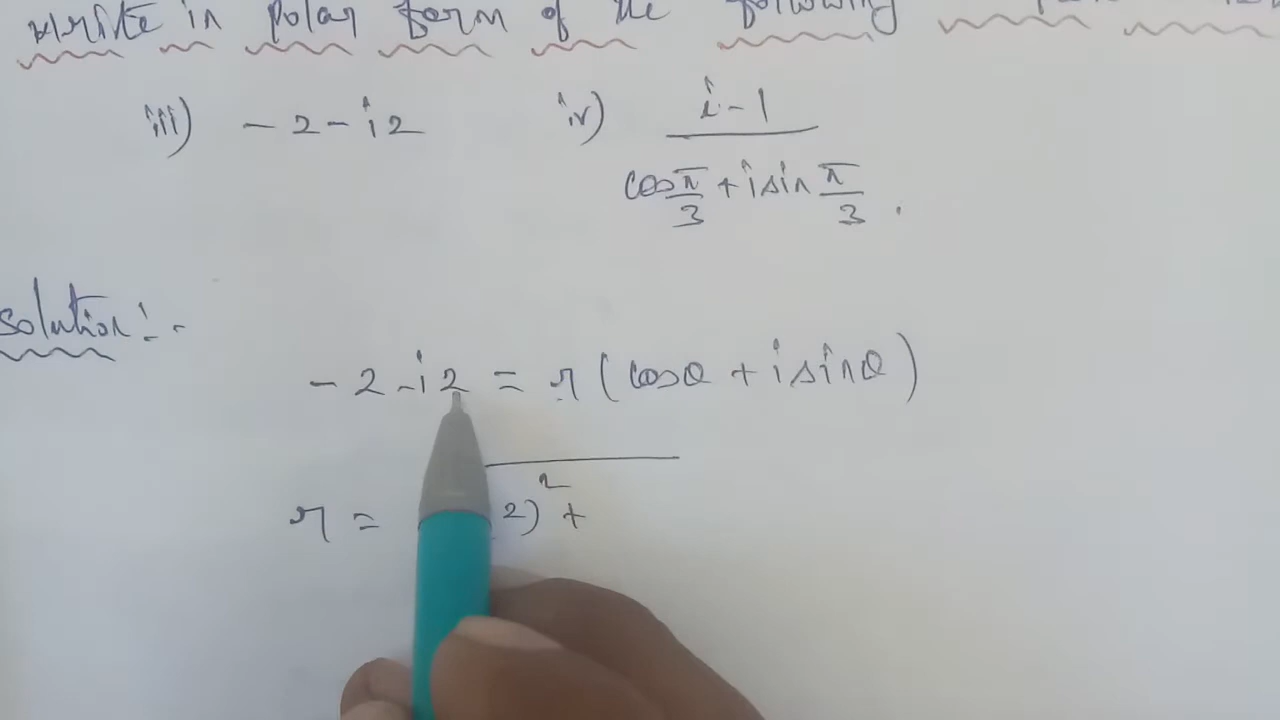 Write in Polar form of the following
iii) -2-i2 iv) i-1 / cos π/3 + i sin π/3 .
Solution:-
-2-i2 = r(cosθ + i sinθ)
r = 2)² +